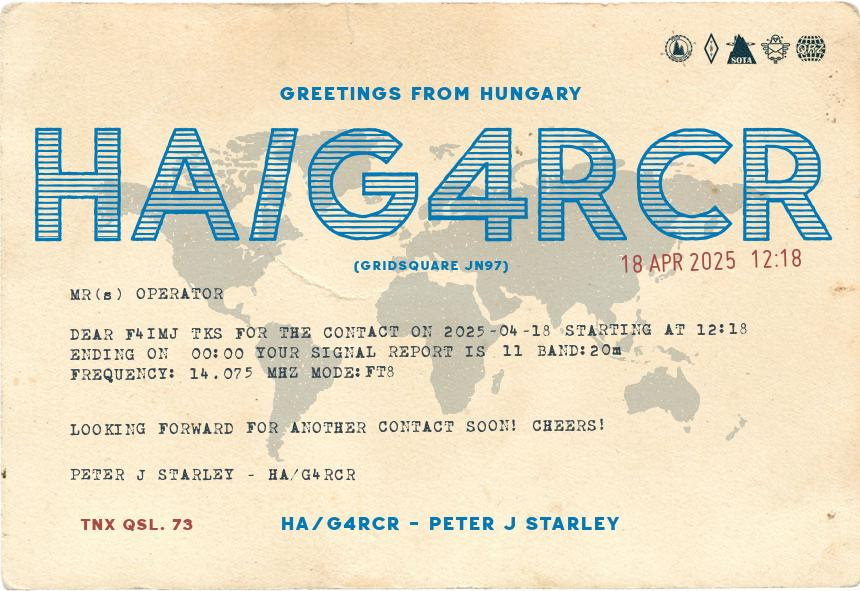 SOTA
QRZ
GREETINGS FROM HUNGARY
HA/G4RCR
(GRIDSQUARE JN97)
18 APR 2025 12:18
MR(s) OPERATOR
DEAR F4IMJ TKS FOR THE CONTACT ON 2025-04-18 STARTING AT 12:18
ENDING ON 00:00 YOUR SIGNAL REPORT IS 11 BAND:20m
FREQUENCY: 14.075 MHZ MODE:FT8
LOOKING FORWARD FOR ANOTHER CONTACT SOON! CHEERS!
PETER J STARLEY - HA/G4RCR
TNX QSL. 73
HA/G4RCR - PETER J STARLEY